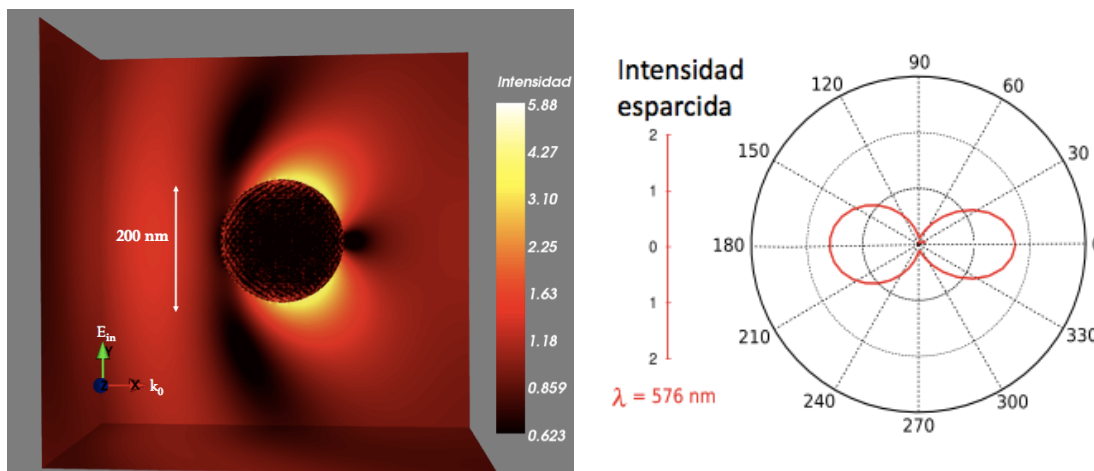 Intensidad
5.88
4.27
3.10
2.25
1.63
1.18
0.859
0.623
200 nm
E_in
Y
Z
X
k_0
Intensidad
esparcida
2
1
0
1
2
λ = 576 nm
90
120
60
150
30
180
210
330
240
300
270